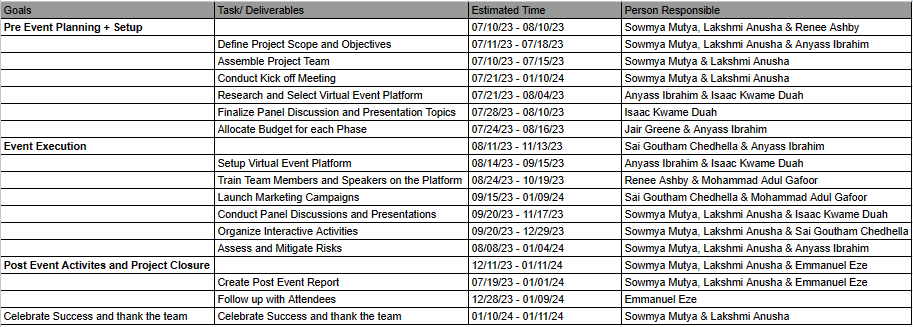 Goals Task/ Deliverables Estimated Time Person Responsible
Pre Event Planning + Setup 07/10/23 - 08/10/23 Sowmya Mutya, Lakshmi Anusha & Renee Ashby
Define Project Scope and Objectives 07/11/23 - 07/18/23 Sowmya Mutya, Lakshmi Anusha & Anyass Ibrahim
Assemble Project Team 07/10/23 - 07/15/23 Sowmya Mutya & Lakshmi Anusha
Conduct Kick off Meeting 07/21/23 - 01/10/24 Sowmya Mutya & Lakshmi Anusha
Research and Select Virtual Event Platform 07/21/23 - 08/04/23 Anyass Ibrahim & Isaac Kwame Duah
Finalize Panel Discussion and Presentation Topics 07/28/23 - 08/10/23 Isaac Kwame Duah
Allocate Budget for each Phase 07/24/23 - 08/16/23 Jair Greene & Anyass Ibrahim
Event Execution 08/11/23 - 11/13/23 Sai Goutham Chedhella & Anyass Ibrahim
Setup Virtual Event Platform 08/14/23 - 09/15/23 Anyass Ibrahim & Isaac Kwame Duah
Train Team Members and Speakers on the Platform 08/24/23 - 10/19/23 Renee Ashby & Mohammad Adul Gafoor
Launch Marketing Campaigns 09/15/23 - 01/09/24 Sai Goutham Chedhella & Mohammad Adul Gafoor
Conduct Panel Discussions and Presentations 09/20/23 - 11/17/23 Sowmya Mutya, Lakshmi Anusha & Isaac Kwame Duah
Organize Interactive Activities 09/20/23 - 12/29/23 Sowmya Mutya, Lakshmi Anusha & Sai Goutham Chedhella
Assess and Mitigate Risks 08/08/23 - 01/04/24 Sowmya Mutya, Lakshmi Anusha & Anyass Ibrahim
Post Event Activites and Project Closure 12/11/23 - 01/11/24 Sowmya Mutya, Lakshmi Anusha & Emmanuel Eze
Create Post Event Report 07/19/23 - 01/01/24 Sowmya Mutya, Lakshmi Anusha & Emmanuel Eze
Follow up with Attendees 12/28/23 - 01/09/24 Emmanuel Eze
Celebrate Success and thank the team Celebrate Success and thank the team 01/10/24 - 01/11/24 Sowmya Mutya & Lakshmi Anusha